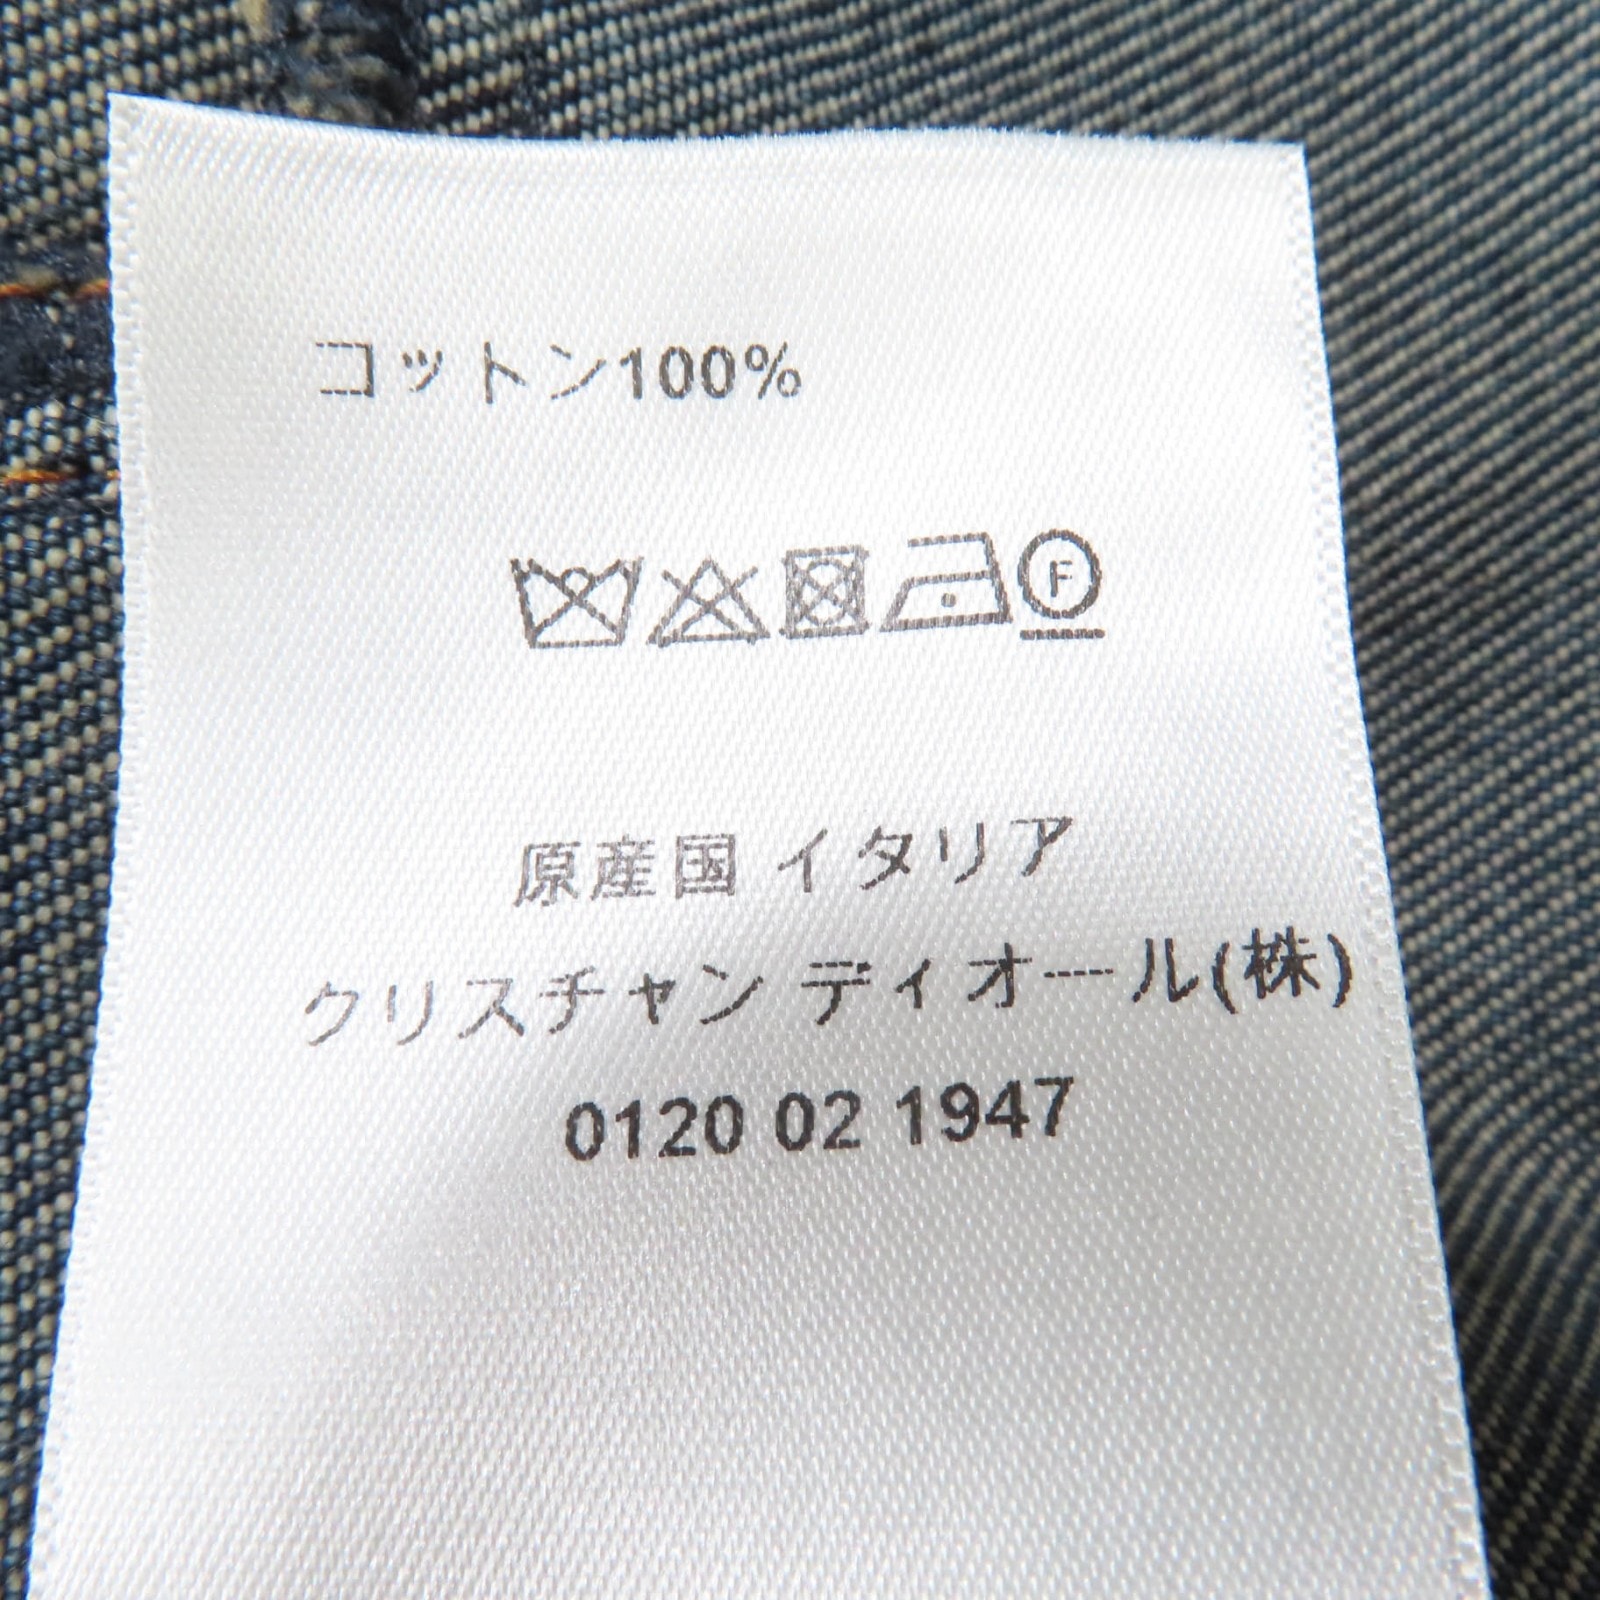 コットン100%
F
原産国 イタリア
クリスチャン ディオール(株)
0120 02 1947